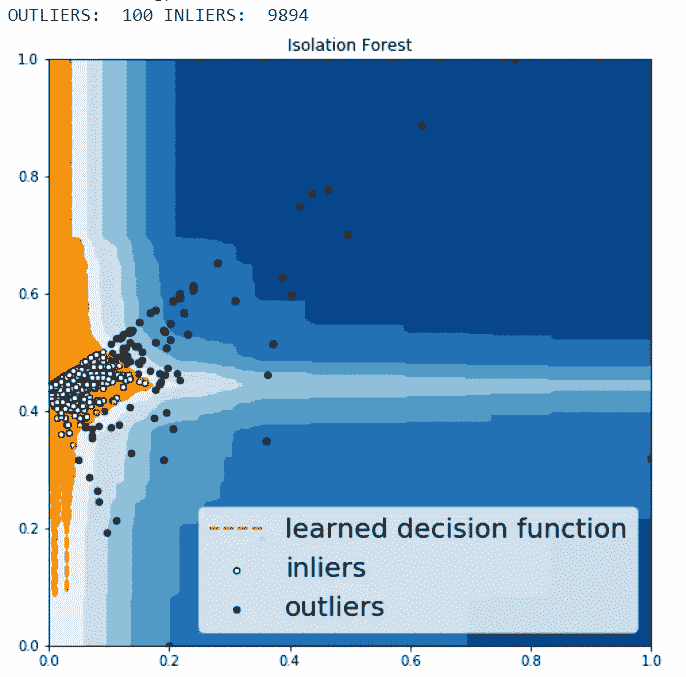 OUTLIERS:  100 INLIERS:  9894
Isolation Forest
1.0
0.8
0.6
0.4
0.2
0.0
learned decision function
inliers
outliers
0.0 0.2 0.4 0.6 0.8 1.0